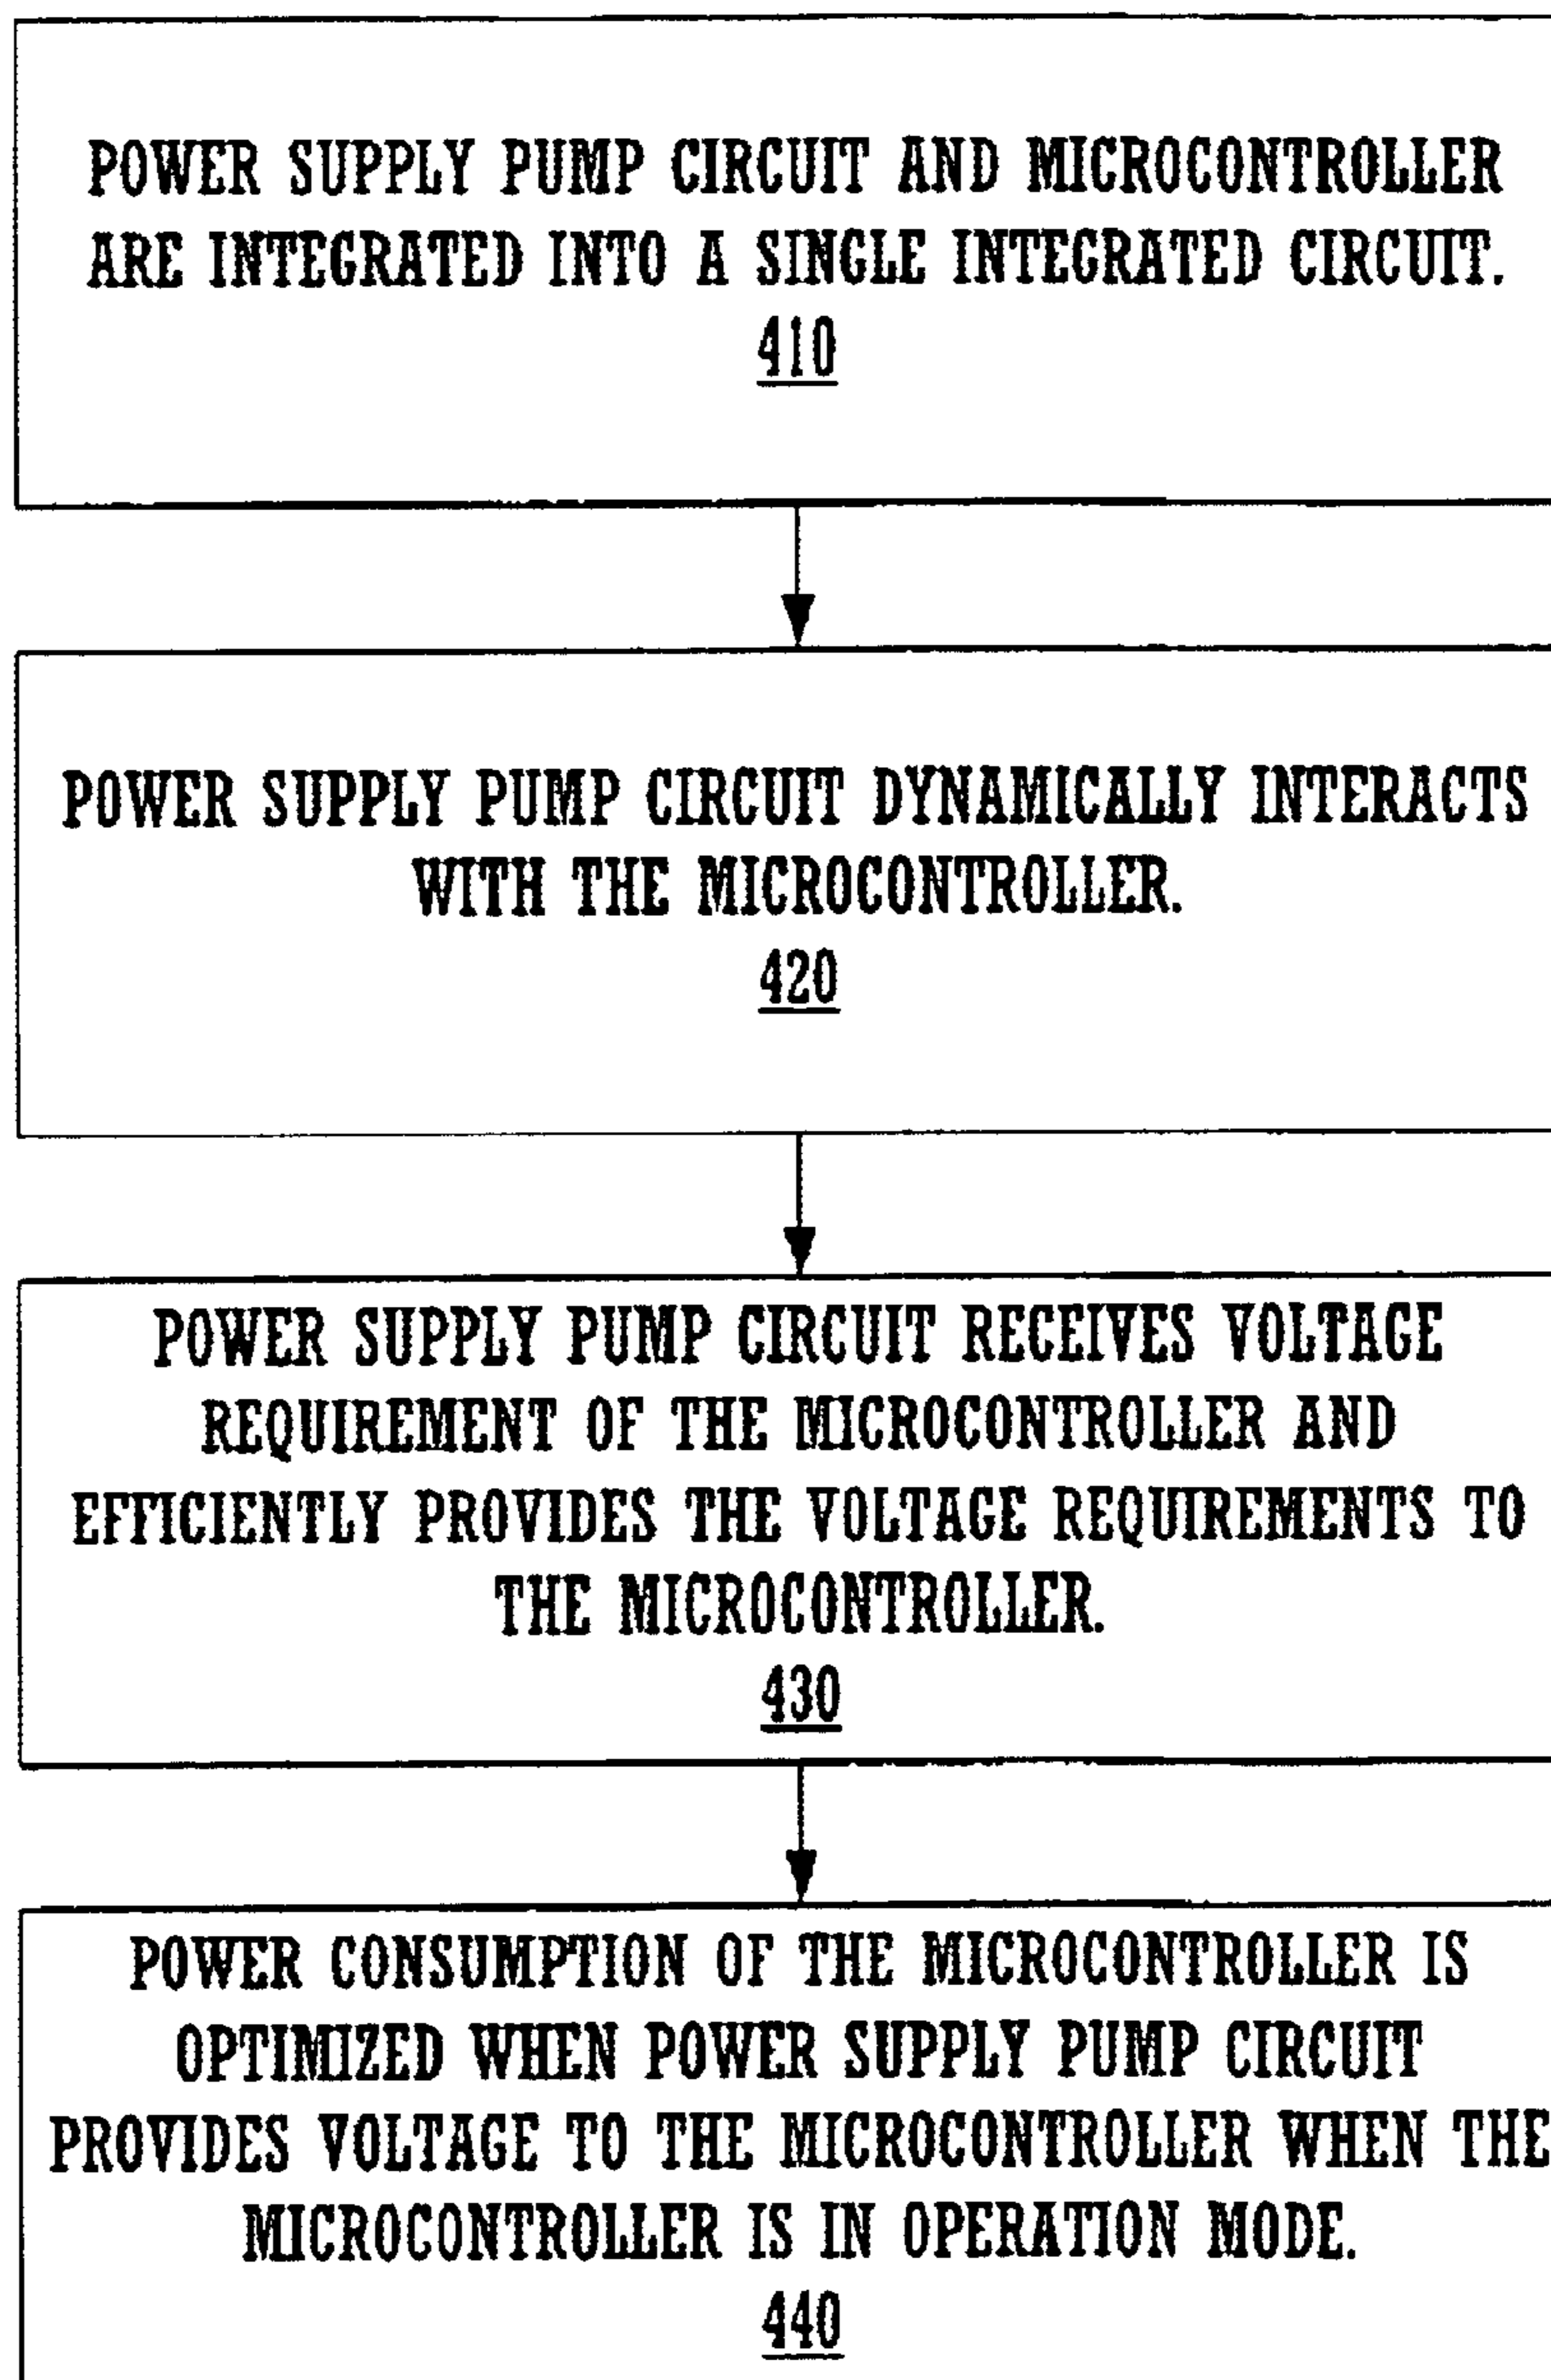 POWER SUPPLY PUMP CIRCUIT AND MICROCONTROLLER
ARE INTEGRATED INTO A SINGLE INTEGRATED CIRCUIT.
410
POWER SUPPLY PUMP CIRCUIT DYNAMICALLY INTERACTS
WITH THE MICROCONTROLLER.
420
POWER SUPPLY PUMP CIRCUIT RECEIVES VOLTAGE
REQUIREMENT OF THE MICROCONTROLLER AND
EFFICIENTLY PROVIDES THE VOLTAGE REQUIREMENTS TO
THE MICROCONTROLLER.
430
POWER CONSUMPTION OF THE MICROCONTROLLER IS
OPTIMIZED WHEN POWER SUPPLY PUMP CIRCUIT
PROVIDES VOLTAGE TO THE MICROCONTROLLER WHEN THE
MICROCONTROLLER IS IN OPERATION MODE.
440